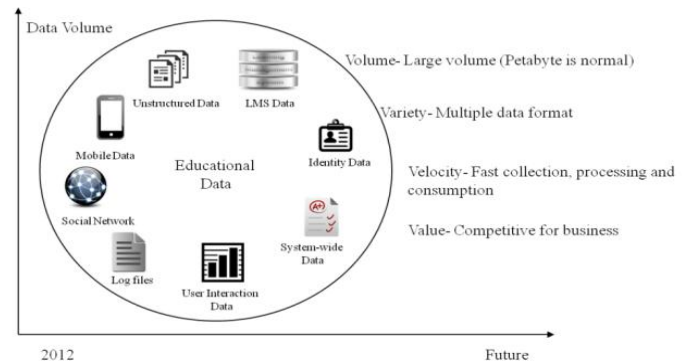 Data Volume
Volume- Large volume (Petabyte is normal)
Unstructured Data
LMS Data
Variety- Multiple data format
Mobile Data
Educational
Data
Identity Data
Velocity- Fast collection, processing and
consumption
Social Network
Value- Competitive for business
System-wide
Data
A+
Log files
User Interaction
Data
2012
Future